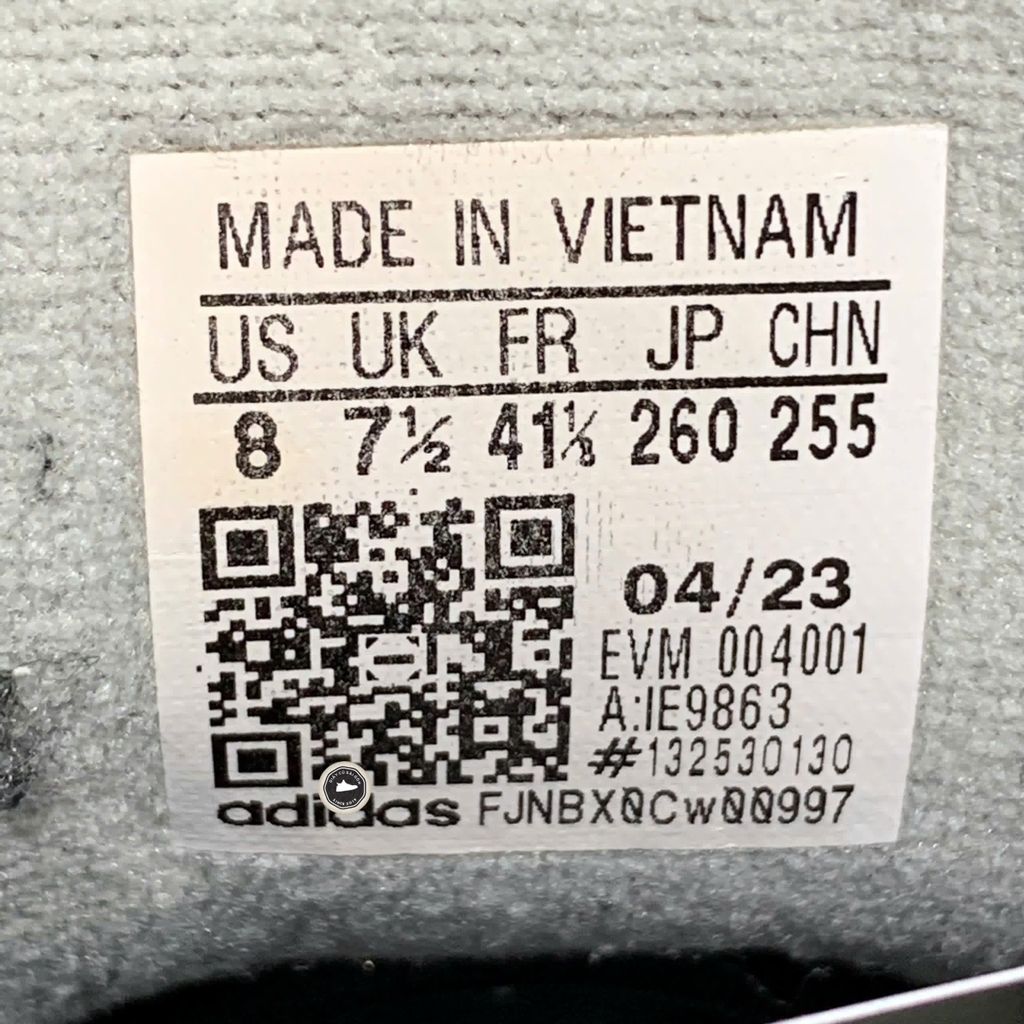 MADE IN VIETNAM
US UK FR JP CHN
8 7½ 41⅓ 260 255
04/23
EVM 004001
A:IE9863
#132530130
adidas FJNBX0Cw00997